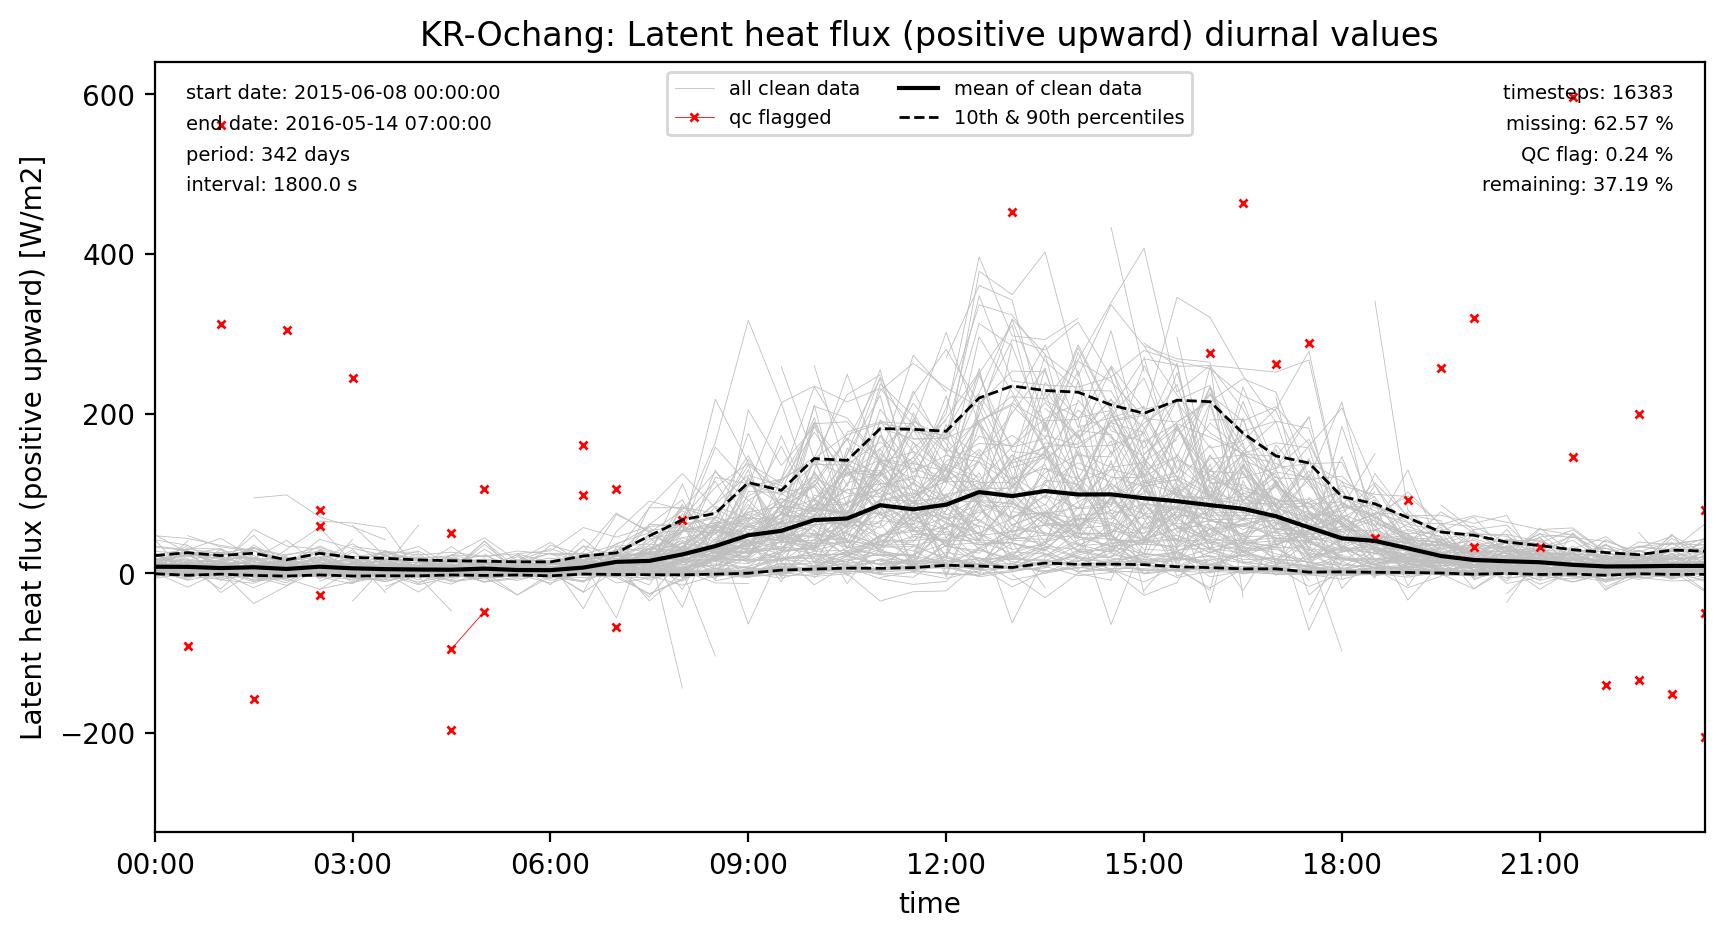 KR-Ochang: Latent heat flux (positive upward) diurnal values
start date: 2015-06-08 00:00:00
end date: 2016-05-14 07:00:00
period: 342 days
interval: 1800.0 s
all clean data
qc flagged
mean of clean data
10th & 90th percentiles
timesteps: 16383
missing: 62.57 %
QC flag: 0.24 %
remaining: 37.19 %
Latent heat flux (positive upward) [W/m2]
600
400
200
0
−200
00:00 03:00 06:00 09:00 12:00 15:00 18:00 21:00
time